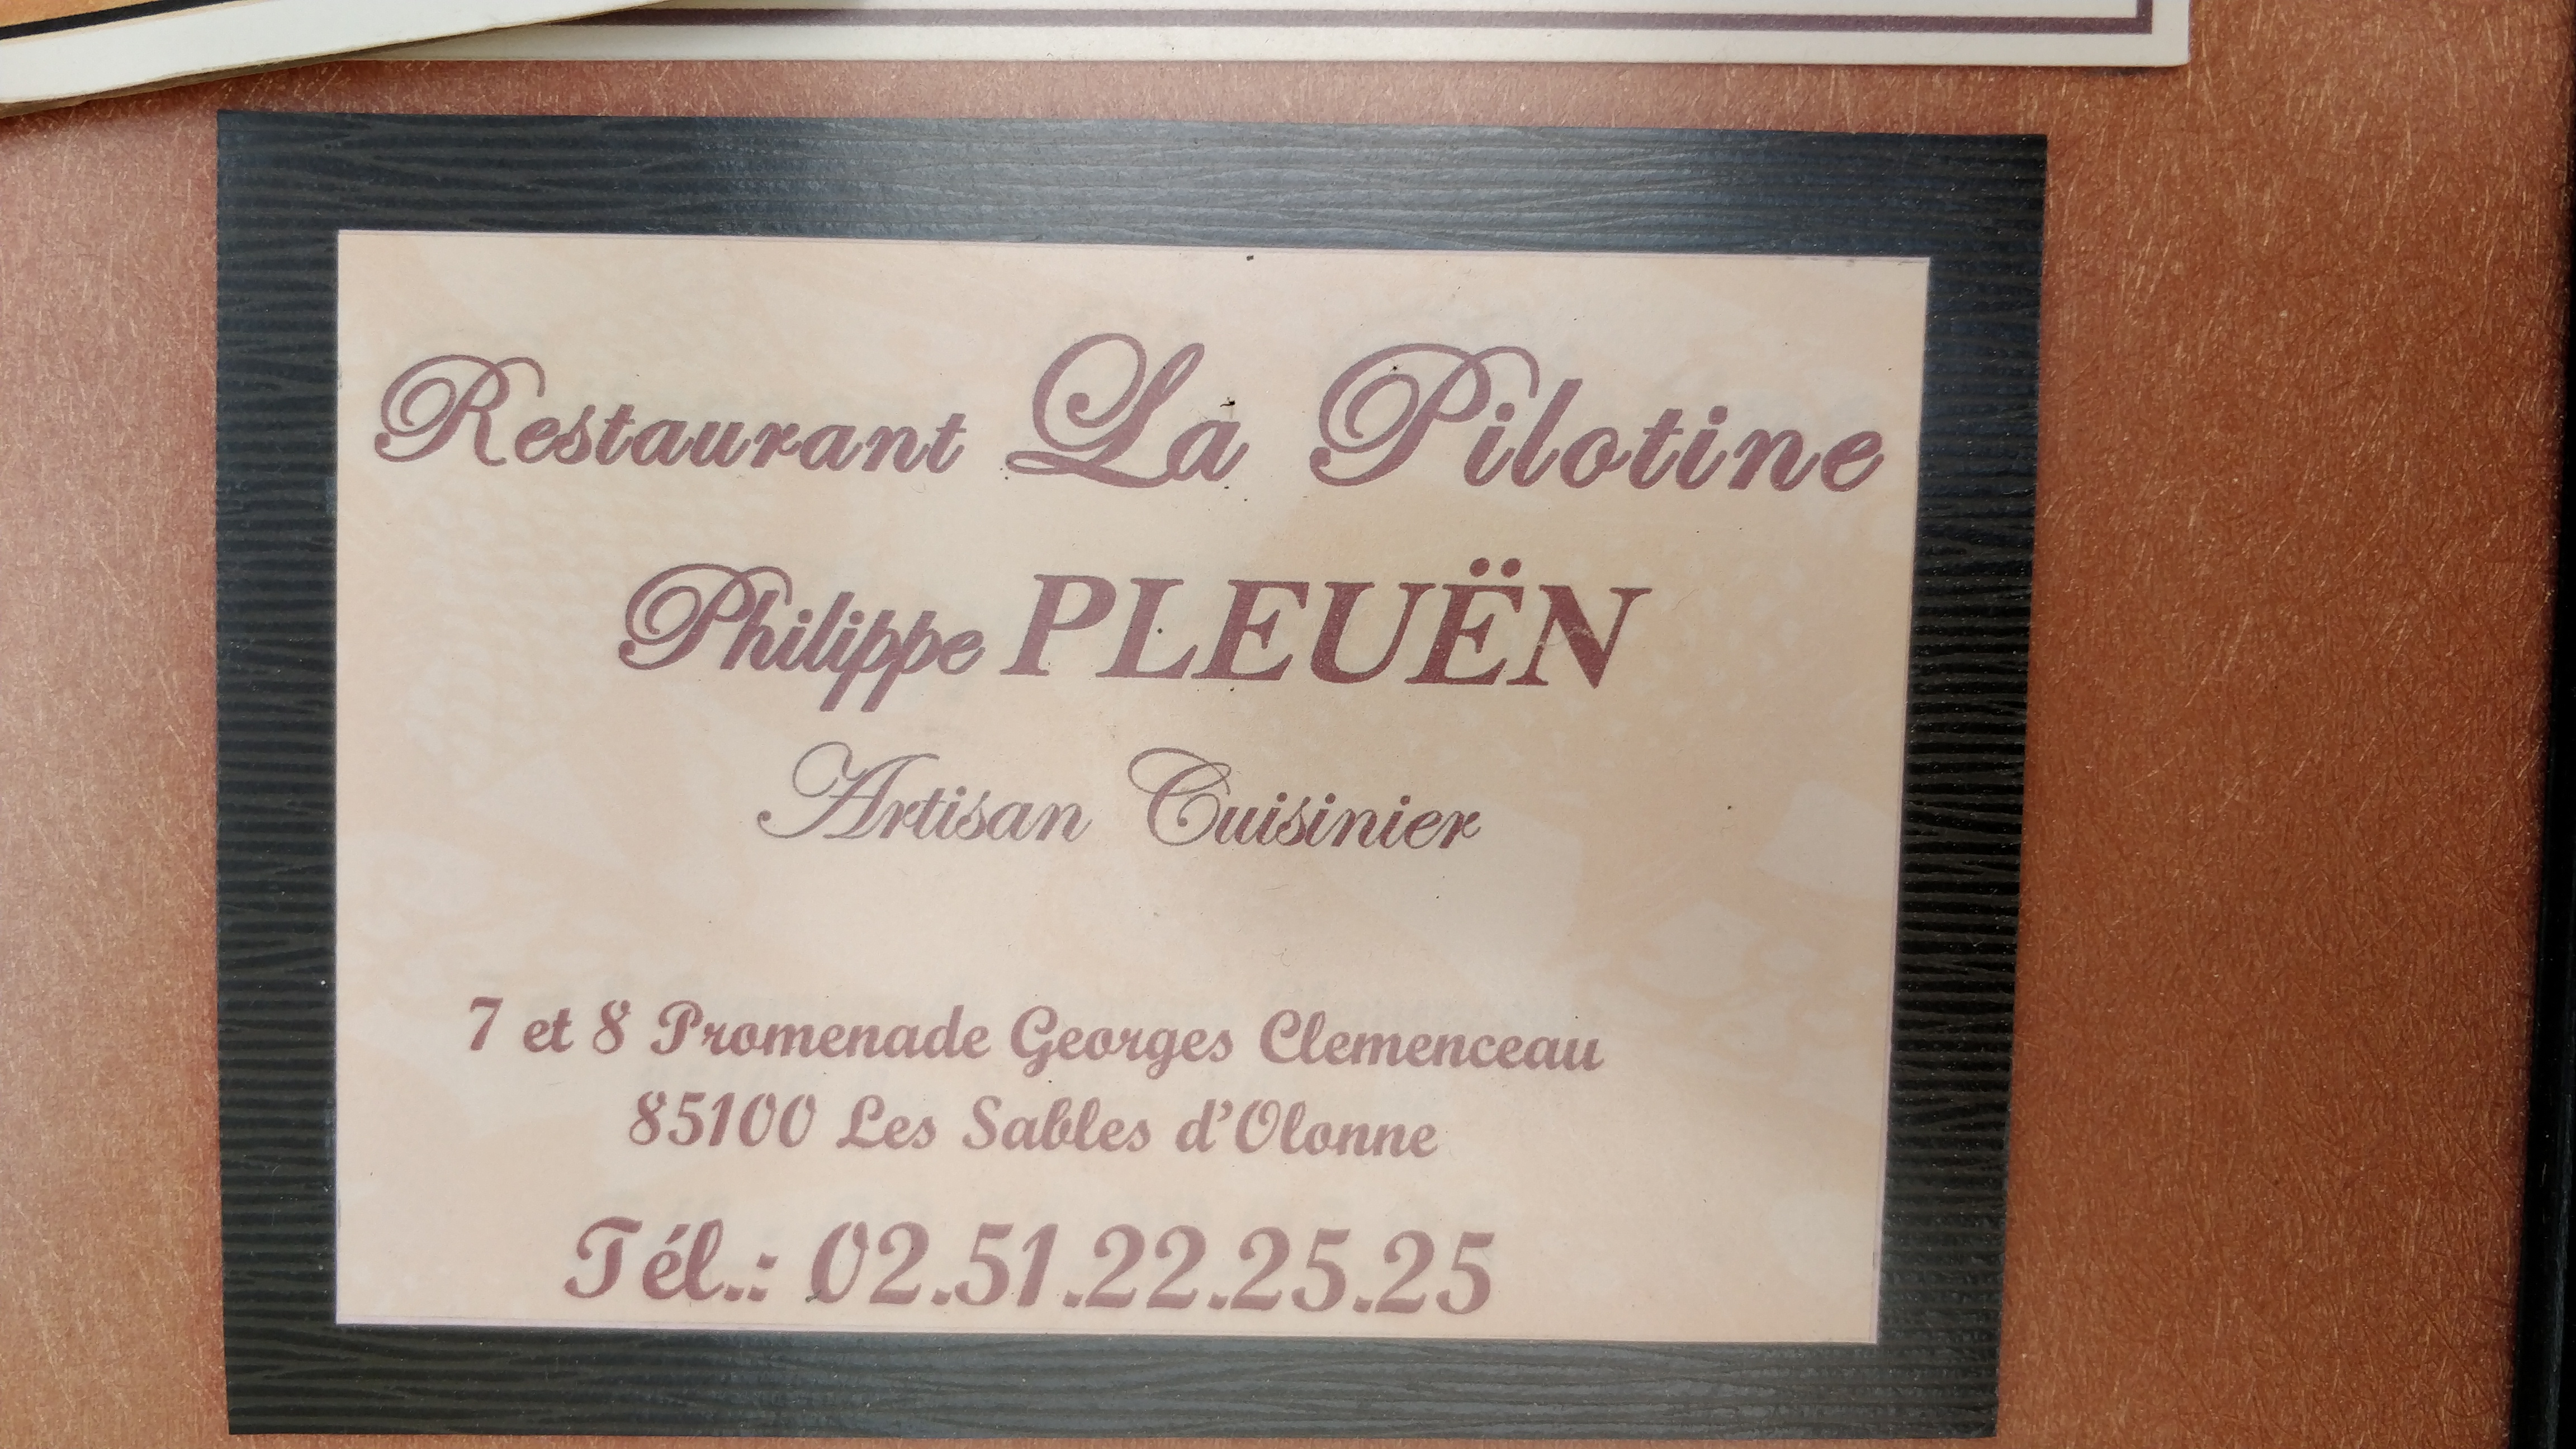 Restaurant La Pilotine
Philippe PLEUËN
Artisan Cuisinier
7 et 8 Promenade Georges Clemenceau
85100 Les Sables d'Olonne
Tél.: 02.51.22.25.25